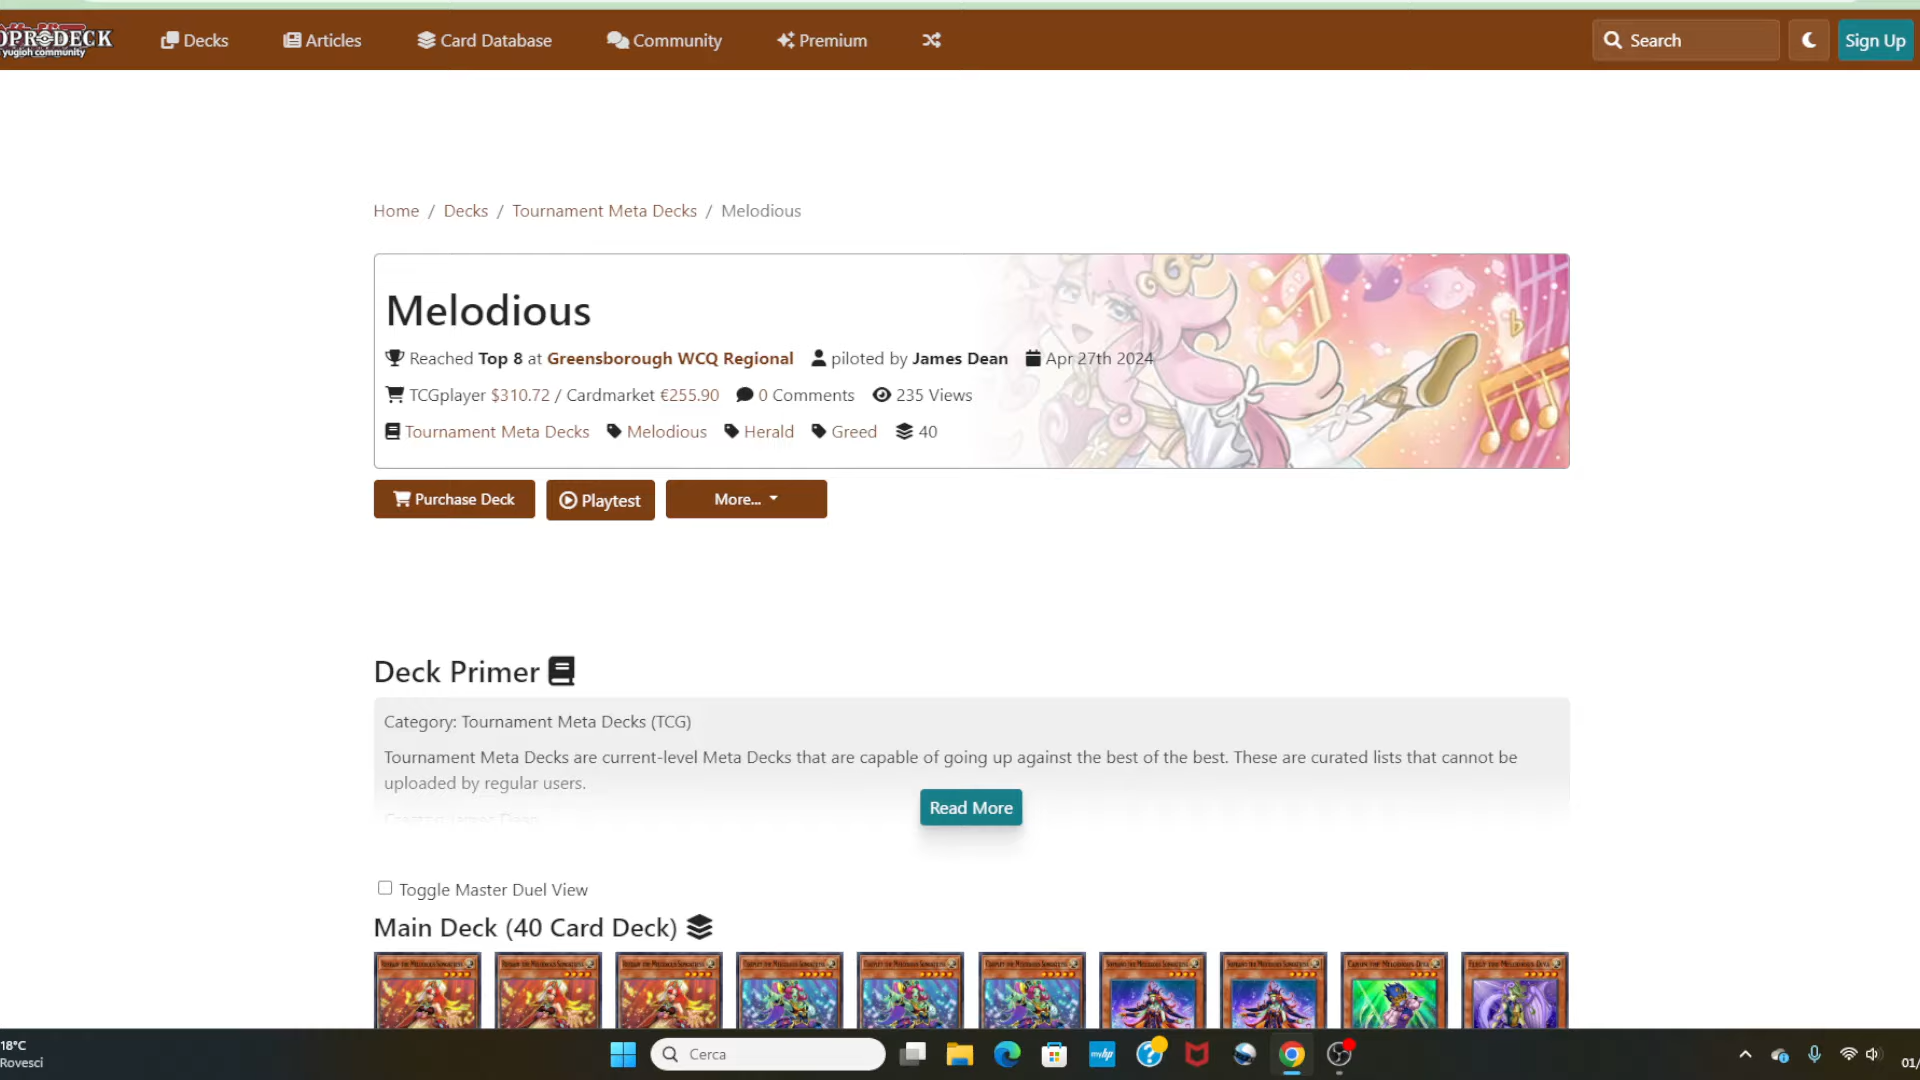 OPRODECK
yugioh community
Decks
Articles
Card Database
Community
Premium
Search
Sign Up
Home / Decks / Tournament Meta Decks / Melodious
Melodious
Reached Top 8 at Greensborough WCQ Regional piloted by James Dean Apr 27th 2024
TCGplayer $310.72 / Cardmarket €255.90 0 Comments 235 Views
Tournament Meta Decks Melodious Herald Greed 40
Purchase Deck
Playtest
More...
Deck Primer
Category: Tournament Meta Decks (TCG)
Tournament Meta Decks are current-level Meta Decks that are capable of going up against the best of the best. These are curated lists that cannot be
uploaded by regular users.
Read More
Toggle Master Duel View
Main Deck (40 Card Deck)
18°C
Rovesci
Cerca
myhp
01/